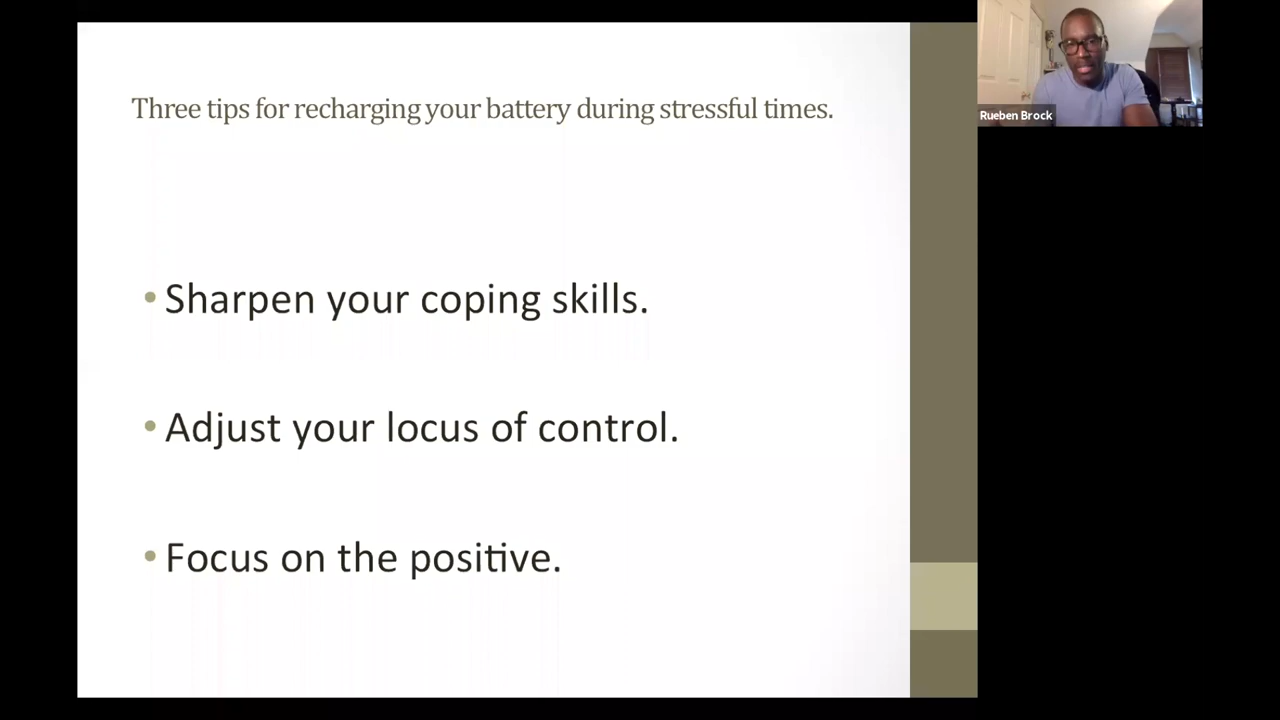 Three tips for recharging your battery during stressful times.
Rueben Brock
• Sharpen your coping skills.
• Adjust your locus of control.
• Focus on the positive.